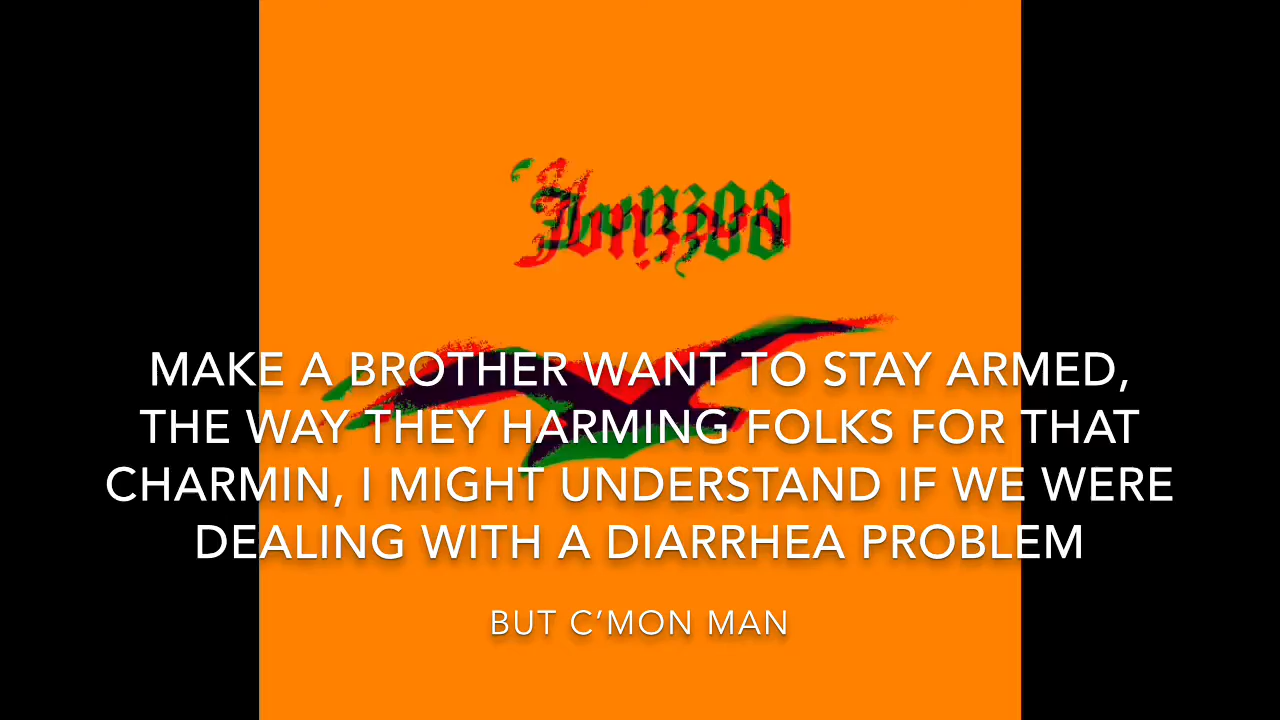 MAKE A BROTHER WANT TO STAY ARMED,
THE WAY THEY HARMING FOLKS FOR THAT
CHARMIN, I MIGHT UNDERSTAND IF WE WERE
DEALING WITH A DIARRHEA PROBLEM
BUT C’MON MAN